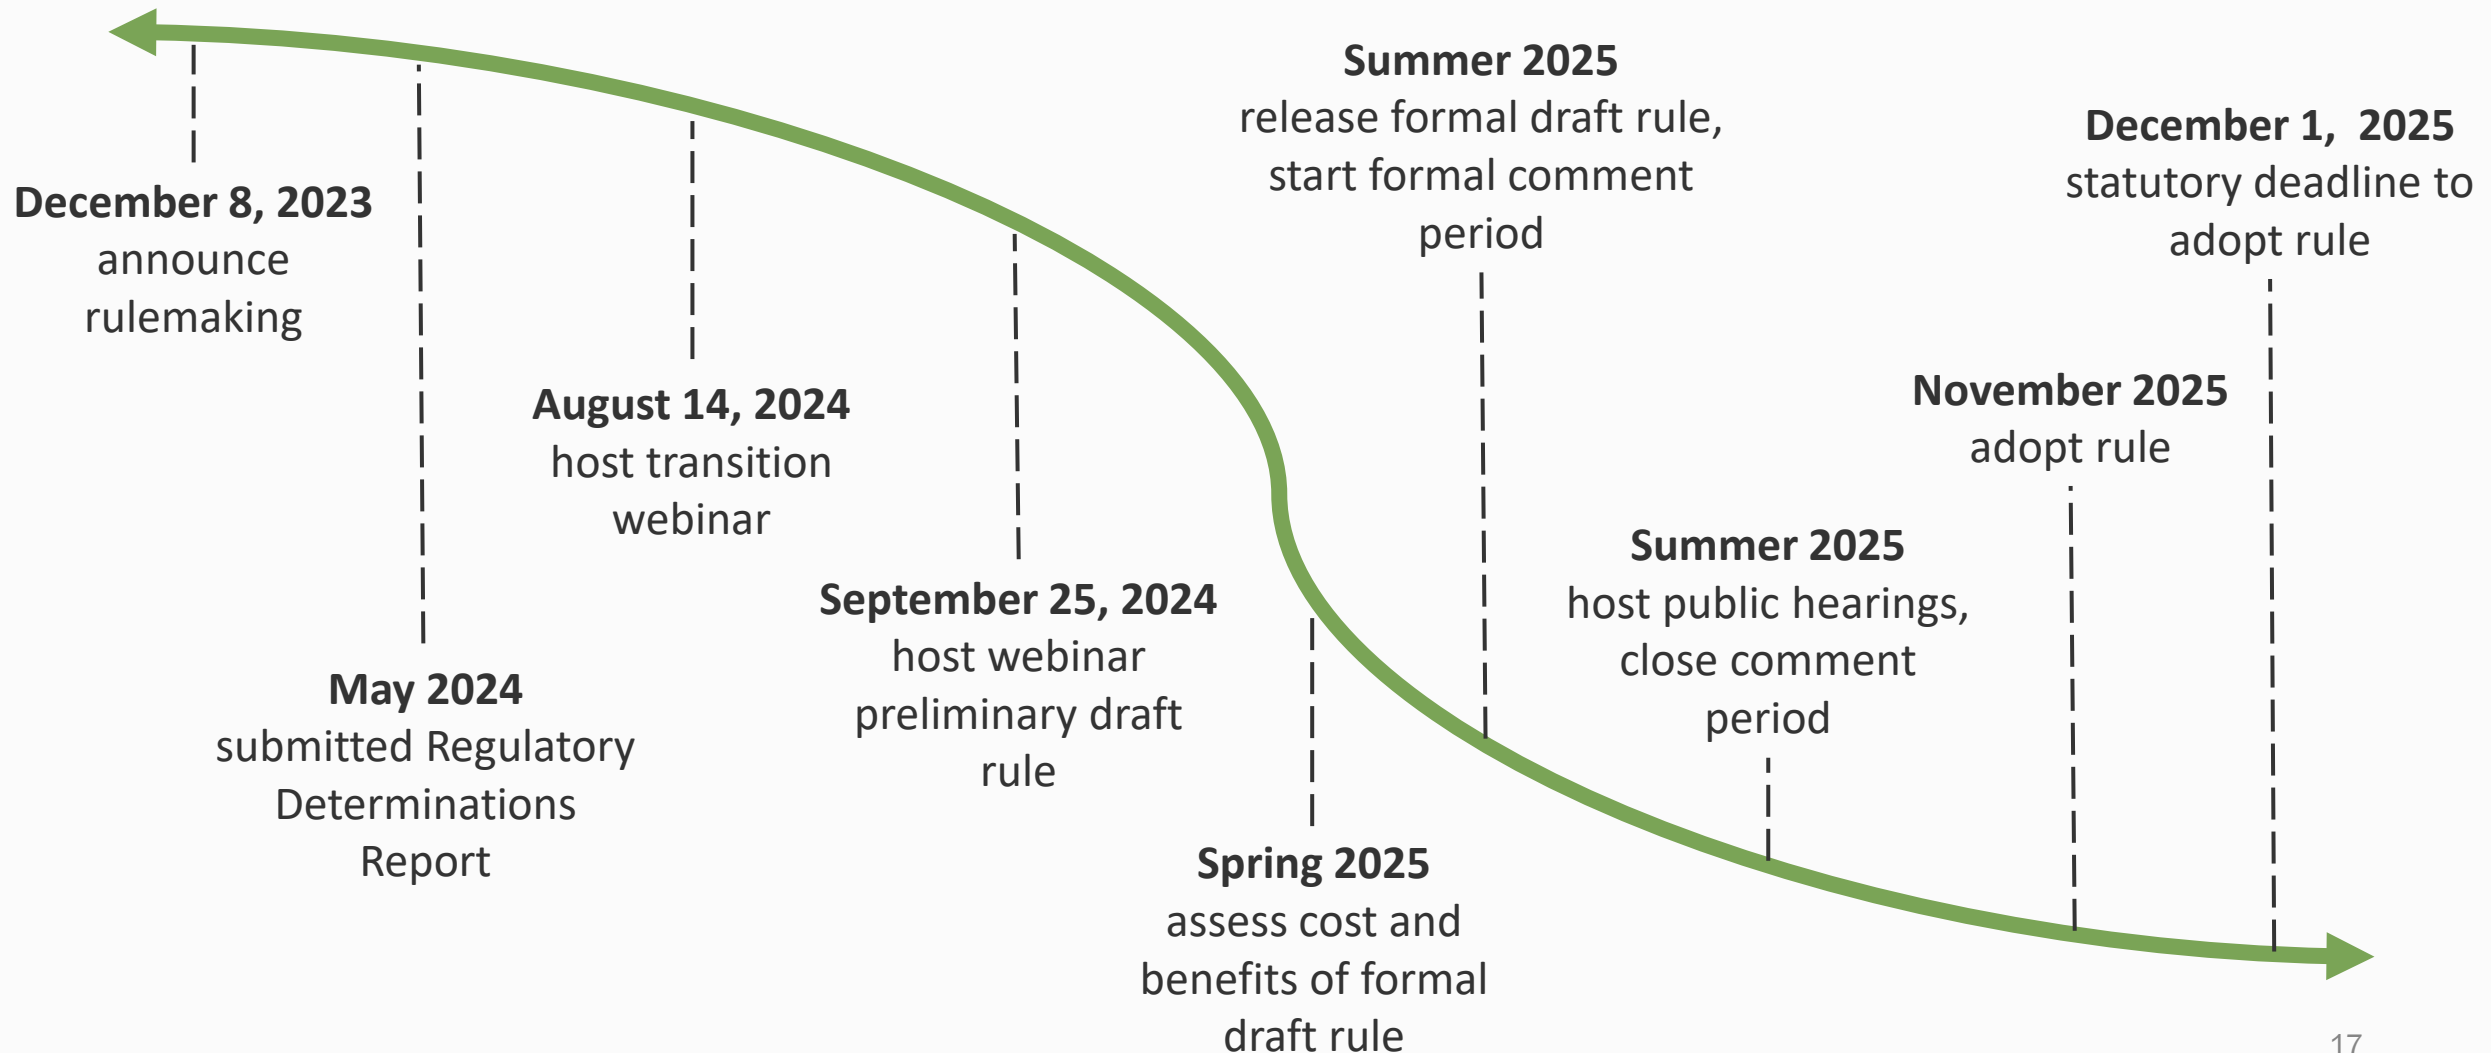 December 8, 2023
announce
rulemaking
May 2024
submitted Regulatory
Determinations
Report
August 14, 2024
host transition
webinar
September 25, 2024
host webinar
preliminary draft
rule
Spring 2025
assess cost and
benefits of formal
draft rule
Summer 2025
release formal draft rule,
start formal comment
period
Summer 2025
host public hearings,
close comment
period
November 2025
adopt rule
December 1,  2025
statutory deadline to
adopt rule
17